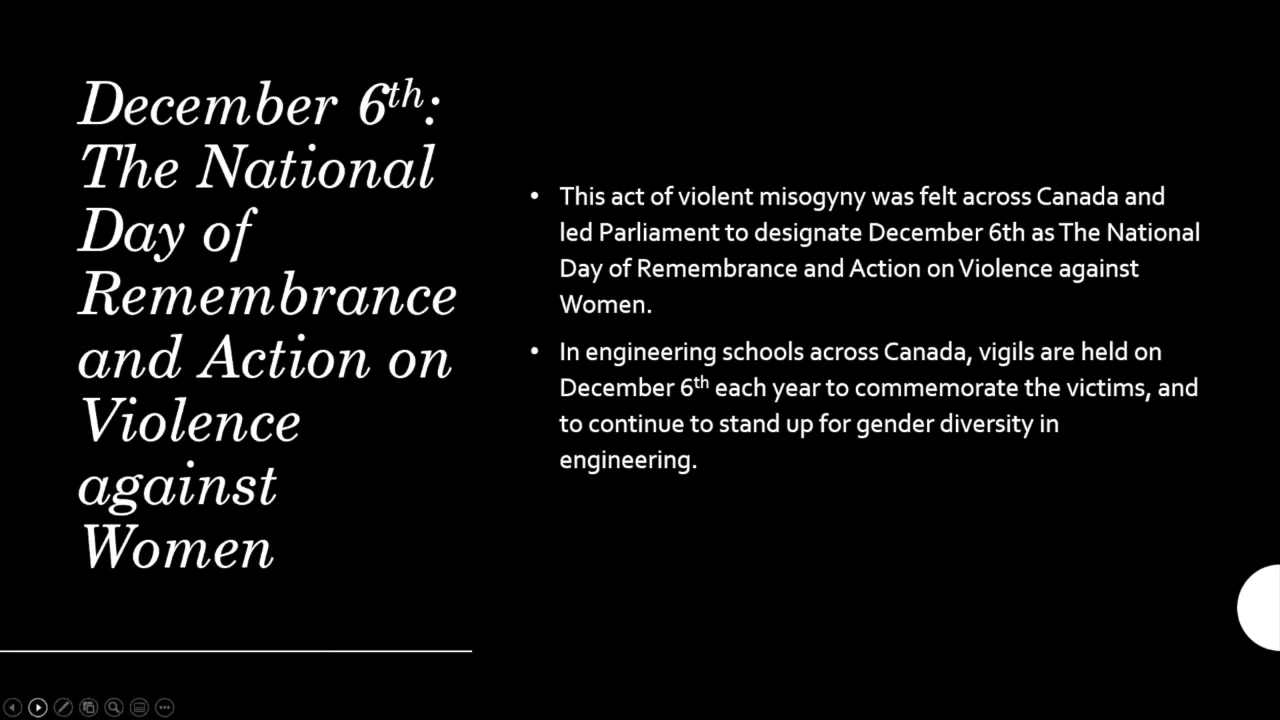 December 6th:
The National
Day of
Remembrance
and Action on
Violence
against
Women
• This act of violent misogyny was felt across Canada and
led Parliament to designate December 6th as The National
Day of Remembrance and Action on Violence against
Women.
• In engineering schools across Canada, vigils are held on
December 6th each year to commemorate the victims, and
to continue to stand up for gender diversity in
engineering.